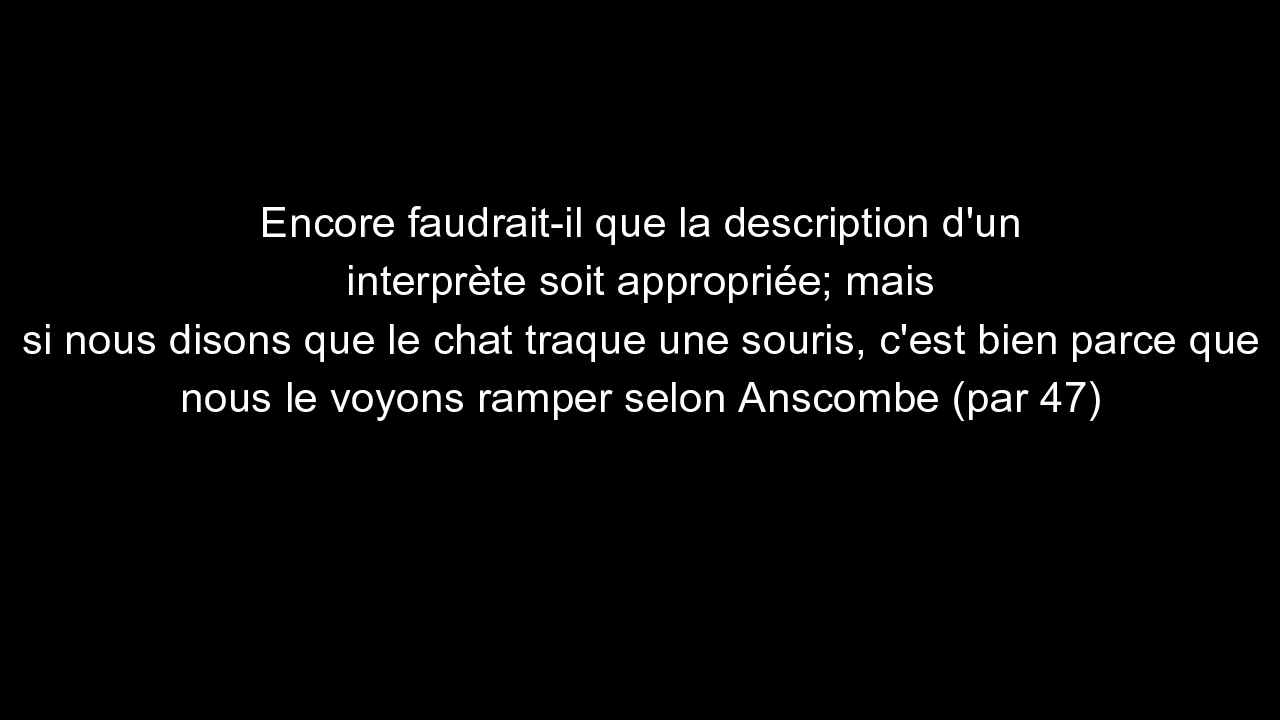 Encore faudrait-il que la description d'un
interprète soit appropriée; mais
si nous disons que le chat traque une souris, c'est bien parce que
nous le voyons ramper selon Anscombe (par 47)